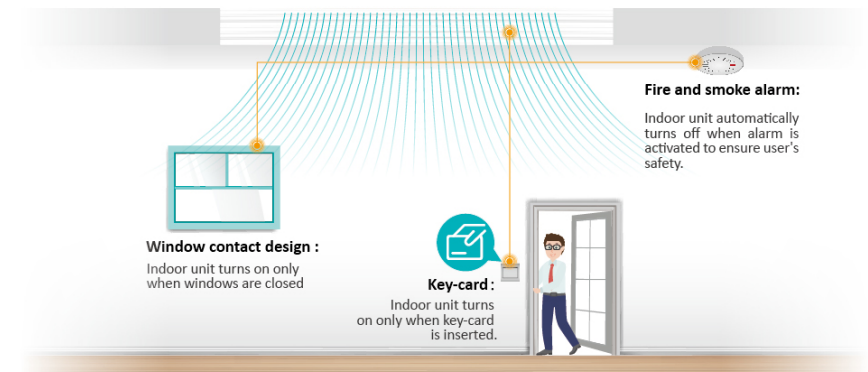 Fire and smoke alarm:
Indoor unit automatically
turns off when alarm is
activated to ensure user's
safety.
Window contact design :
Indoor unit turns on only
when windows are closed
Key-card :
Indoor unit turns
on only when key-card
is inserted.